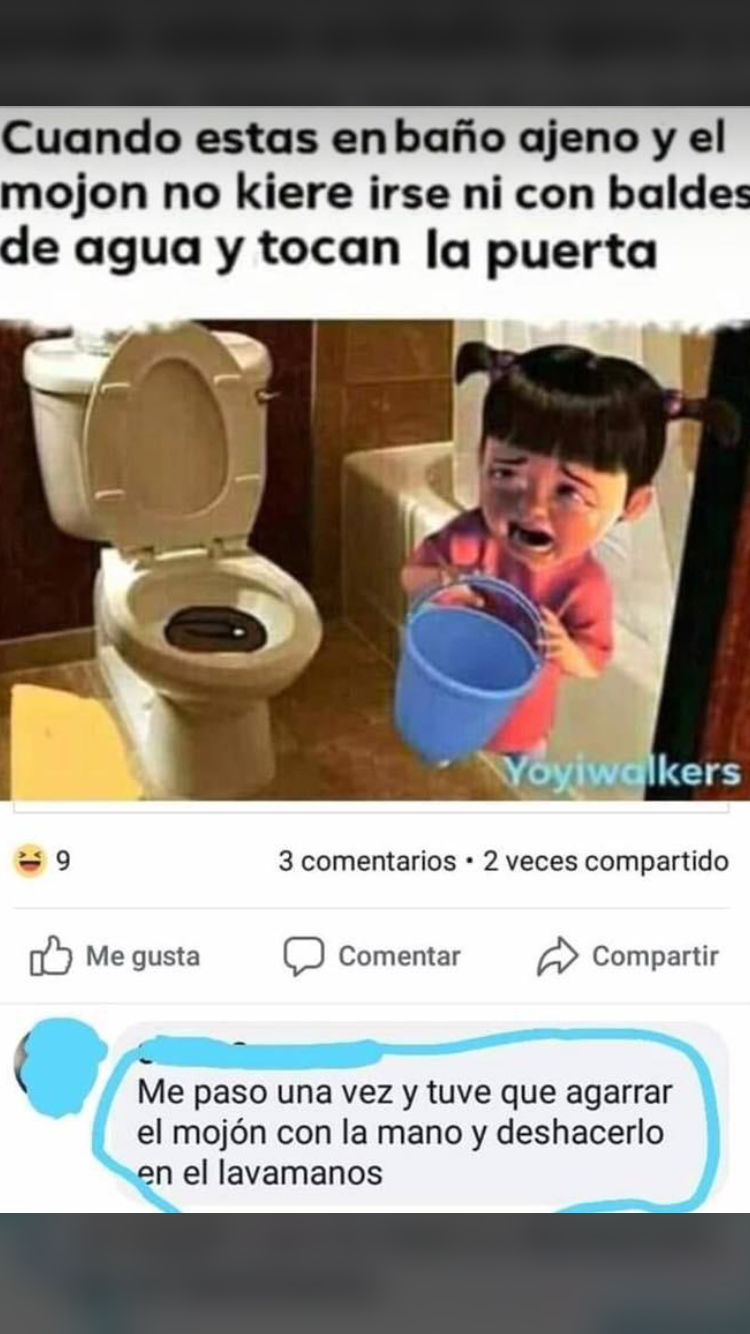 Cuando estas en baño ajeno y el
mojon no kiere irse ni con baldes
de agua y tocan la puerta
Yoyiwalkers
9
3 comentarios • 2 veces compartido
Me gusta
Comentar
Compartir
Me paso una vez y tuve que agarrar
el mojón con la mano y deshacerlo
en el lavamanos